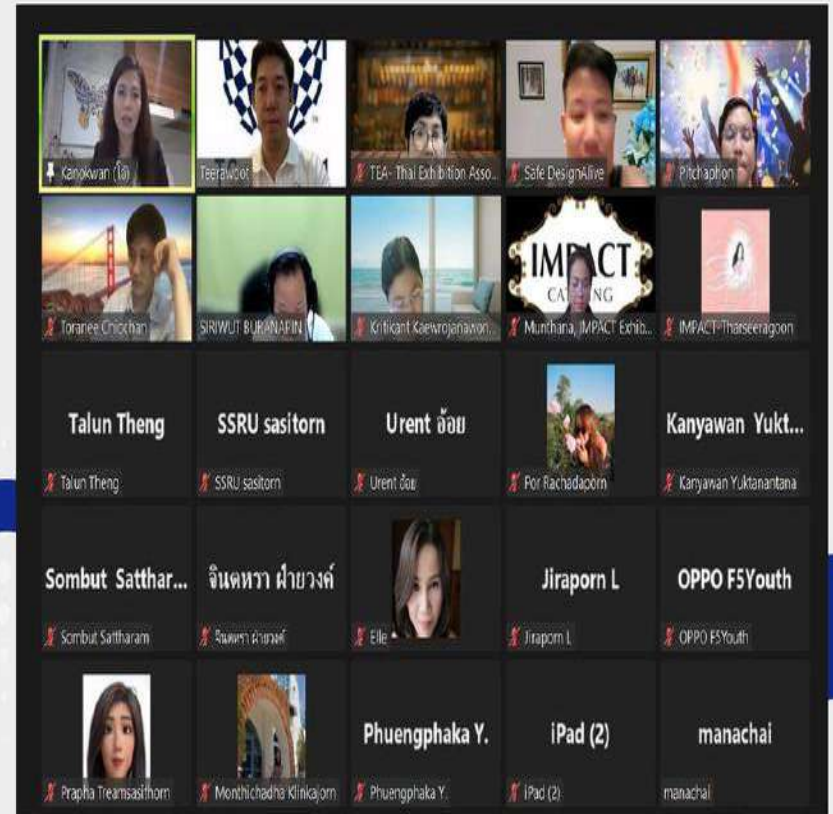 Kanokwan (โอ๋)
Teerawoot
TEA- Thai Exhibition Asso...
Safe DesignAlive
Pitchaphon
Toranee Chiochan
SIRIWUT BURANAPIN
Kritikant Kaewrojanawon...
IMPACT
Munthana, IMPACT Exhib...
IMPACT-Tharseeragoon
Talun Theng
Talun Theng
SSRU sasitorn
SSRU sasitorn
Urent อ้อย
Urent อ้อย
Por Rachadaporn
Kanyawan Yukt...
Kanyawan Yuktanantana
Sombut Satthar...
Sombut Sattharam
จินตหรา ฝ่ายวงค์
จินตหรา ฝ่ายวงค์
Elle
Jiraporn L
Jiraporn L
OPPO F5Youth
OPPO F5Youth
Prapha Treamsasithorn
Monthichadha Klinkajorn
Phuengphaka Y.
Phuengphaka Y.
iPad (2)
iPad (2)
manachai
manachai